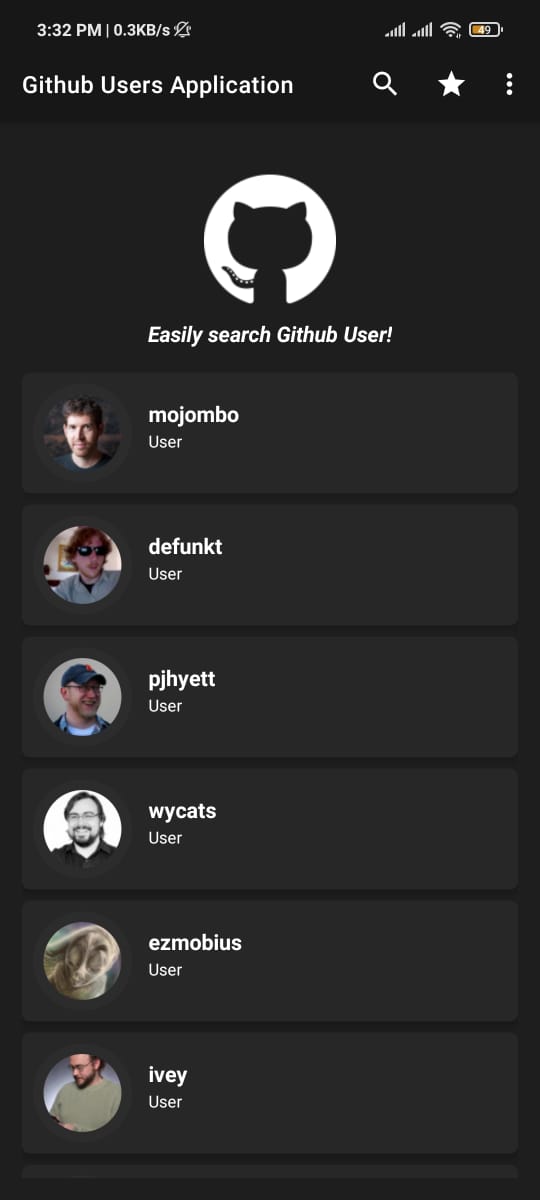 3:32 PM | 0.3KB/s
49
Github Users Application
Easily search Github User!
mojombo
User
defunkt
User
pjhyett
User
wycats
User
ezmobius
User
ivey
User